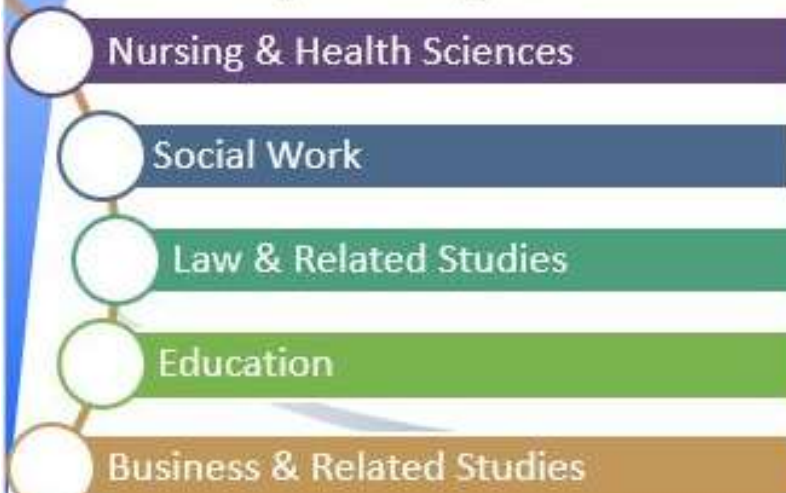 Nursing & Health Sciences
Social Work
Law & Related Studies
Education
Business & Related Studies